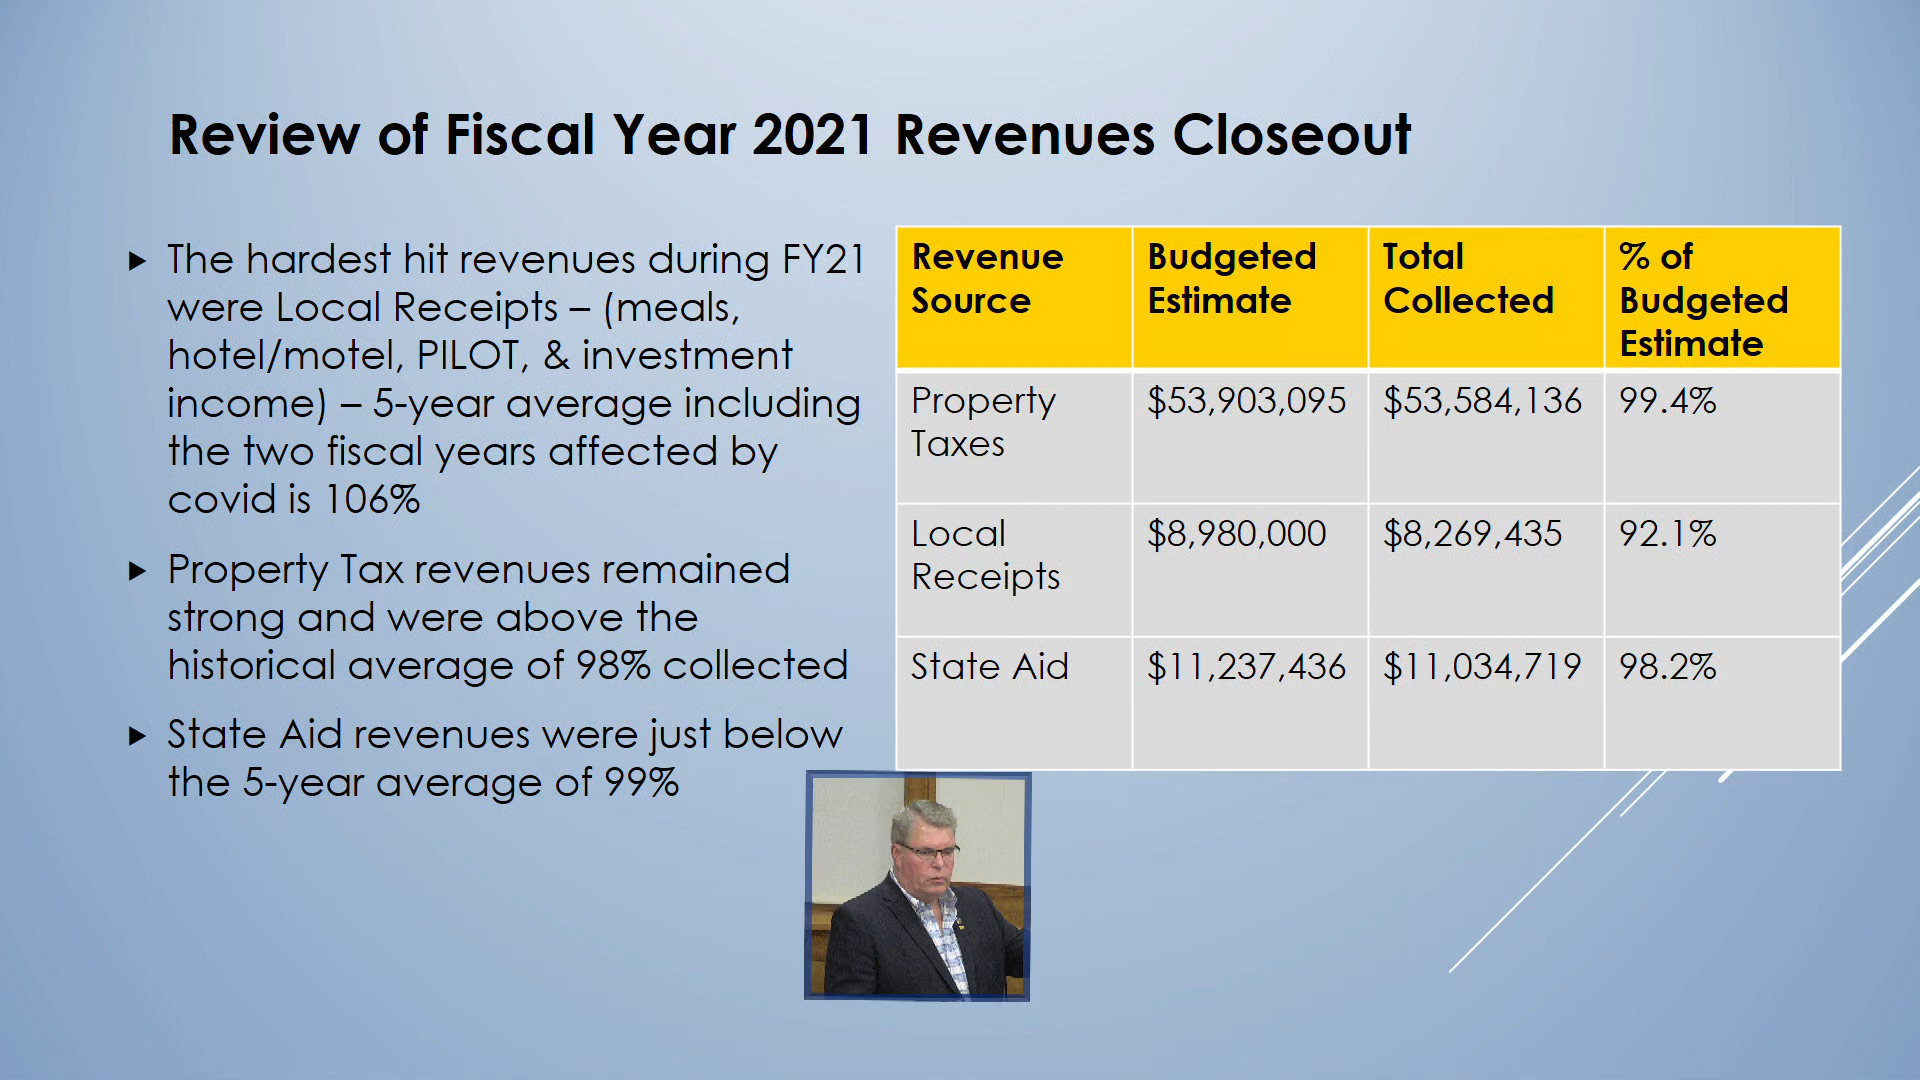 Review of Fiscal Year 2021 Revenues Closeout
The hardest hit revenues during FY21
were Local Receipts – (meals,
hotel/motel, PILOT, & investment
income) – 5-year average including
the two fiscal years affected by
covid is 106%
Property Tax revenues remained
strong and were above the
historical average of 98% collected
State Aid revenues were just below
the 5-year average of 99%
Revenue Source	Budgeted Estimate	Total Collected	% of Budgeted Estimate
Property Taxes	$53,903,095	$53,584,136	99.4%
Local Receipts	$8,980,000	$8,269,435	92.1%
State Aid	$11,237,436	$11,034,719	98.2%